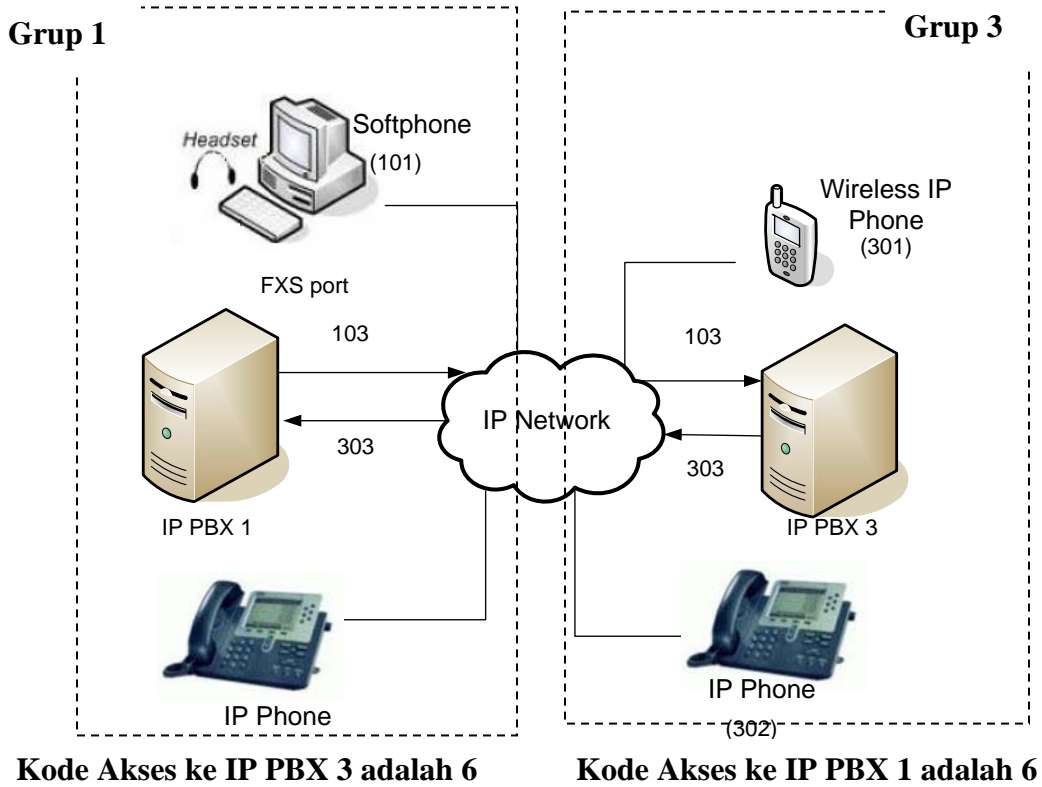 Grup 1
Grup 3
Headset
Softphone
(101)
Wireless IP
Phone
(301)
FXS port
103
103
IP Network
303
303
IP PBX 1
IP PBX 3
IP Phone
IP Phone
(302)
Kode Akses ke IP PBX 3 adalah 6
Kode Akses ke IP PBX 1 adalah 6